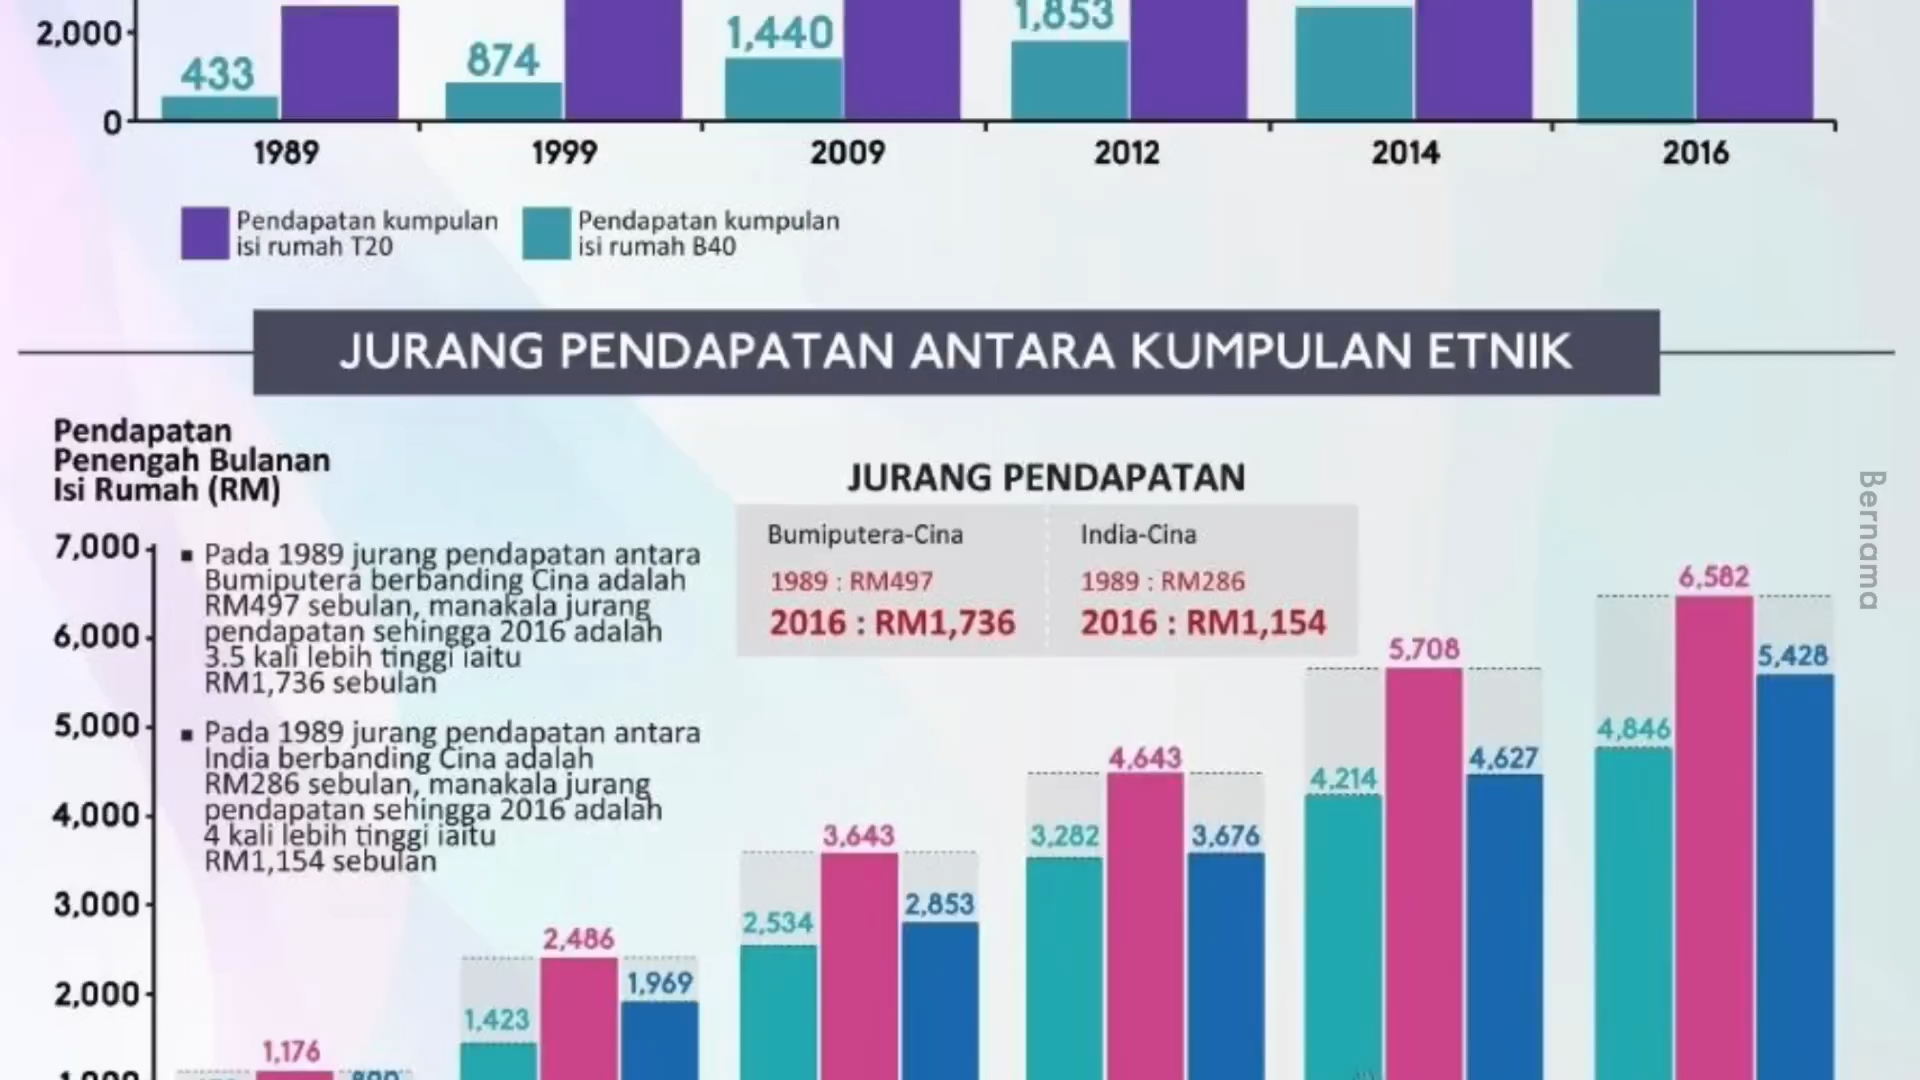 1,853
2,000
1,440
874
433
0
1989 1999 2009 2012 2014 2016
Pendapatan kumpulan
isi rumah T20
Pendapatan kumpulan
isi rumah B40
JURANG PENDAPATAN ANTARA KUMPULAN ETNIK
Pendapatan
Penengah Bulanan
Isi Rumah (RM)
JURANG PENDAPATAN
Bumiputera-Cina
1989 : RM497
2016 : RM1,736
India-Cina
1989 : RM286
2016 : RM1,154
Bernama
7,000
6,000
5,000
4,000
3,000
2,000
▪ Pada 1989 jurang pendapatan antara
Bumiputera berbanding Cina adalah
RM497 sebulan, manakala jurang
pendapatan sehingga 2016 adalah
3.5 kali lebih tinggi iaitu
RM1,736 sebulan
▪ Pada 1989 jurang pendapatan antara
India berbanding Cina adalah
RM286 sebulan, manakala jurang
pendapatan sehingga 2016 adalah
4 kali lebih tinggi iaitu
RM1,154 sebulan
1,176
1,423 2,486 1,969
2,534 3,643 2,853
3,282 4,643 3,676
4,214 5,708 4,627
4,846 6,582 5,428